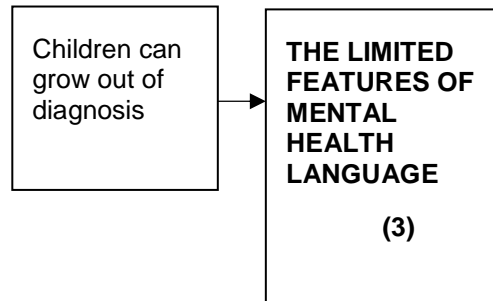 Children can
grow out of
diagnosis
THE LIMITED
FEATURES OF
MENTAL
HEALTH
LANGUAGE
(3)